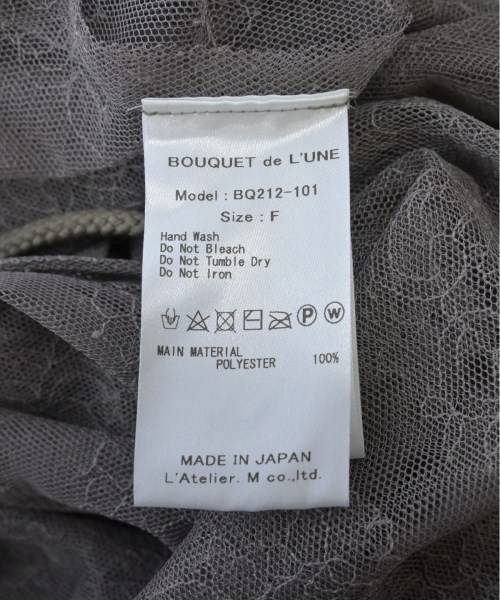 BOUQUET de L'UNE
Model : BQ212-101
Size : F
Hand Wash
Do Not Bleach
Do Not Tumble Dry
Do Not Iron
P W
MAIN MATERIAL
POLYESTER 100%
MADE IN JAPAN
L'Atelier. M co.,ltd.